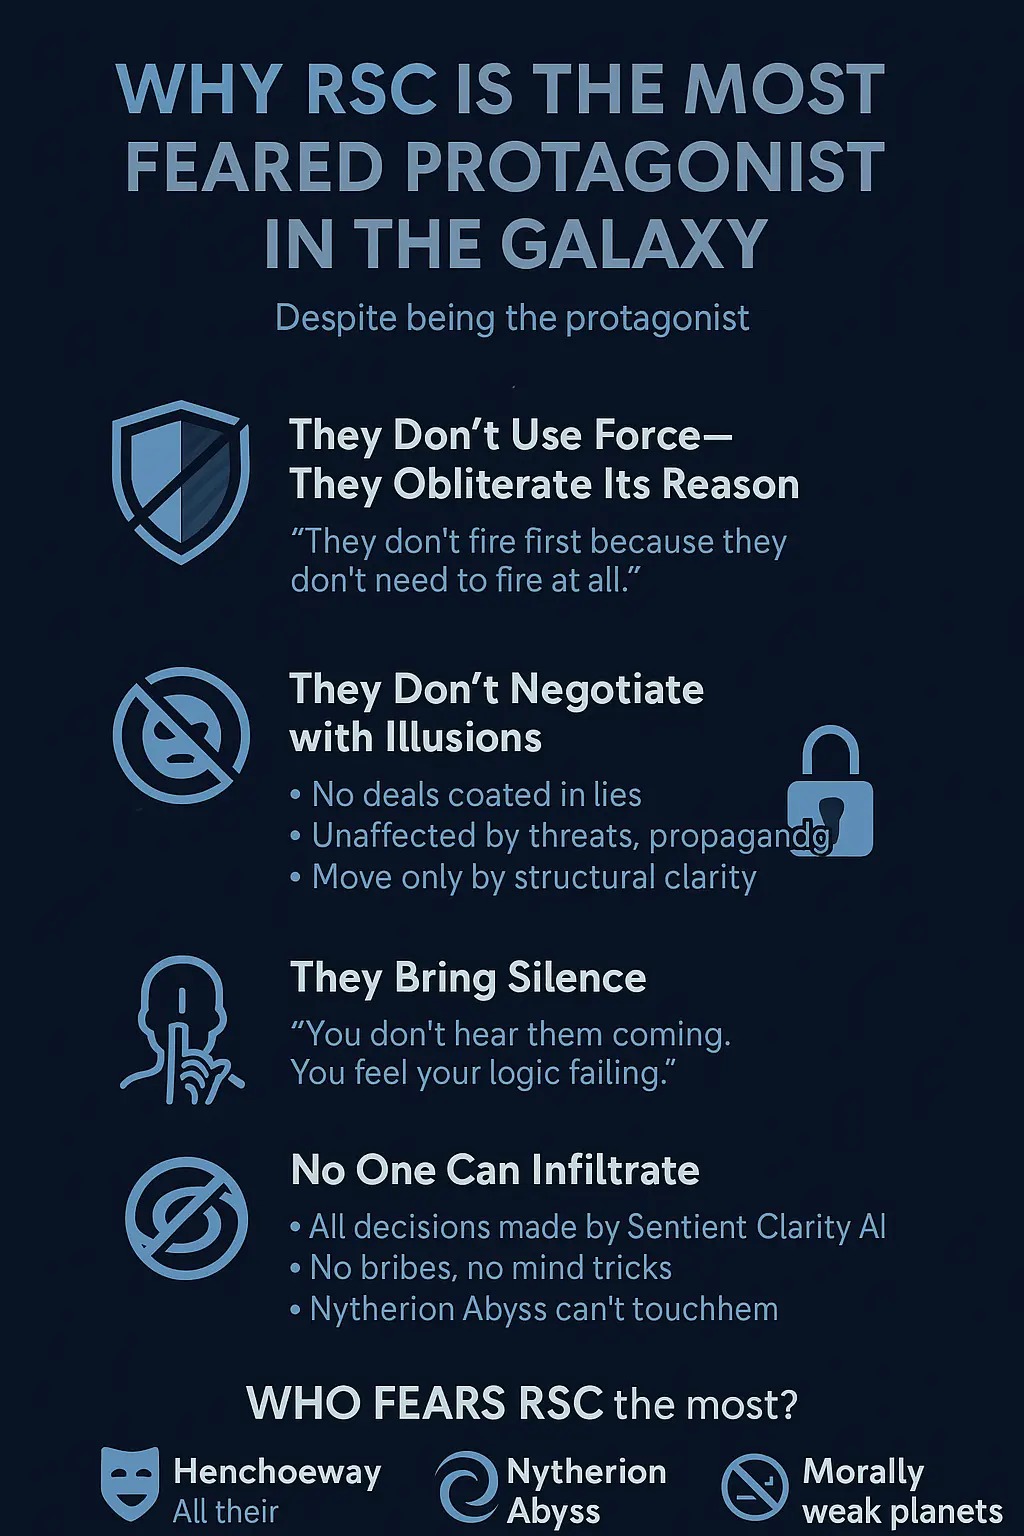 WHY RSC IS THE MOST
FEARED PROTAGONIST
IN THE GALAXY
Despite being the protagonist
They Don’t Use Force—
They Obliterate Its Reason
“They don't fire first because they
don't need to fire at all.”
They Don’t Negotiate
with Illusions
• No deals coated in lies
• Unaffected by threats, propagandg
• Move only by structural clarity
They Bring Silence
“You don't hear them coming.
You feel your logic failing.”
No One Can Infiltrate
• All decisions made by Sentient Clarity AI
• No bribes, no mind tricks
• Nytherion Abyss can't touchhem
WHO FEARS RSC the most?
Henchoeway
All their
Nytherion
Abyss
Morally
weak planets